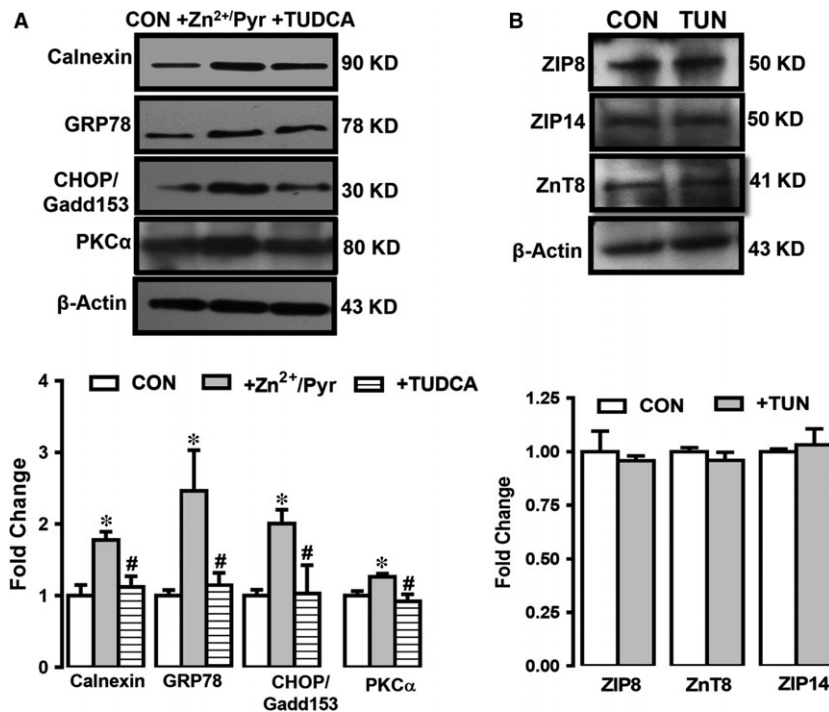 A
CON +Zn²⁺/Pyr +TUDCA
Calnexin 90 KD
GRP78 78 KD
CHOP/
Gadd153 30 KD
PKCα 80 KD
β-Actin 43 KD
B
CON TUN
ZIP8 50 KD
ZIP14 50 KD
ZnT8 41 KD
β-Actin 43 KD
Fold Change
4
3
2
1
0
CON +Zn²⁺/Pyr +TUDCA
* # * # * # * #
Calnexin GRP78 CHOP/
Gadd153 PKCα
Fold Change
1.25
1.00
0.75
0.50
0.25
0.00
CON +TUN
ZIP8 ZnT8 ZIP14